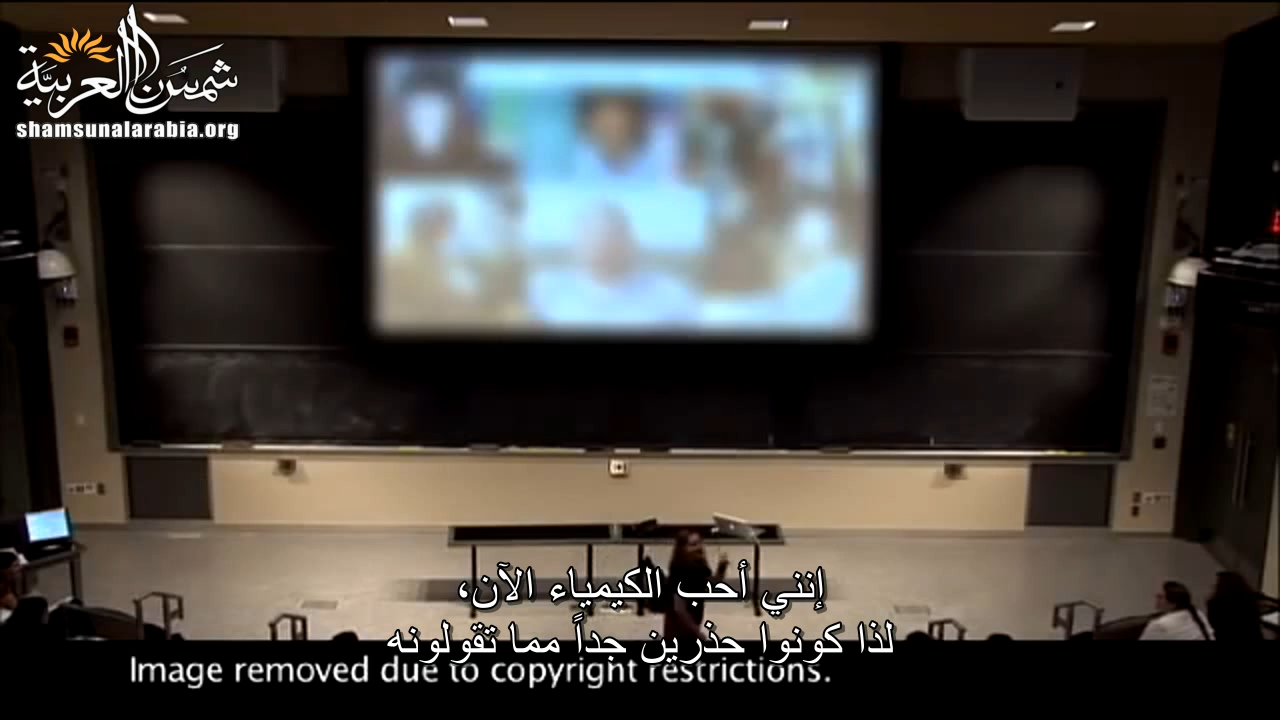 شمس العربية
shamsunalarabia.org
إنني أحب الكيمياء الآن،
لذا كونوا حذرين جداً مما تقولونه
Image removed due to copyright restrictions.